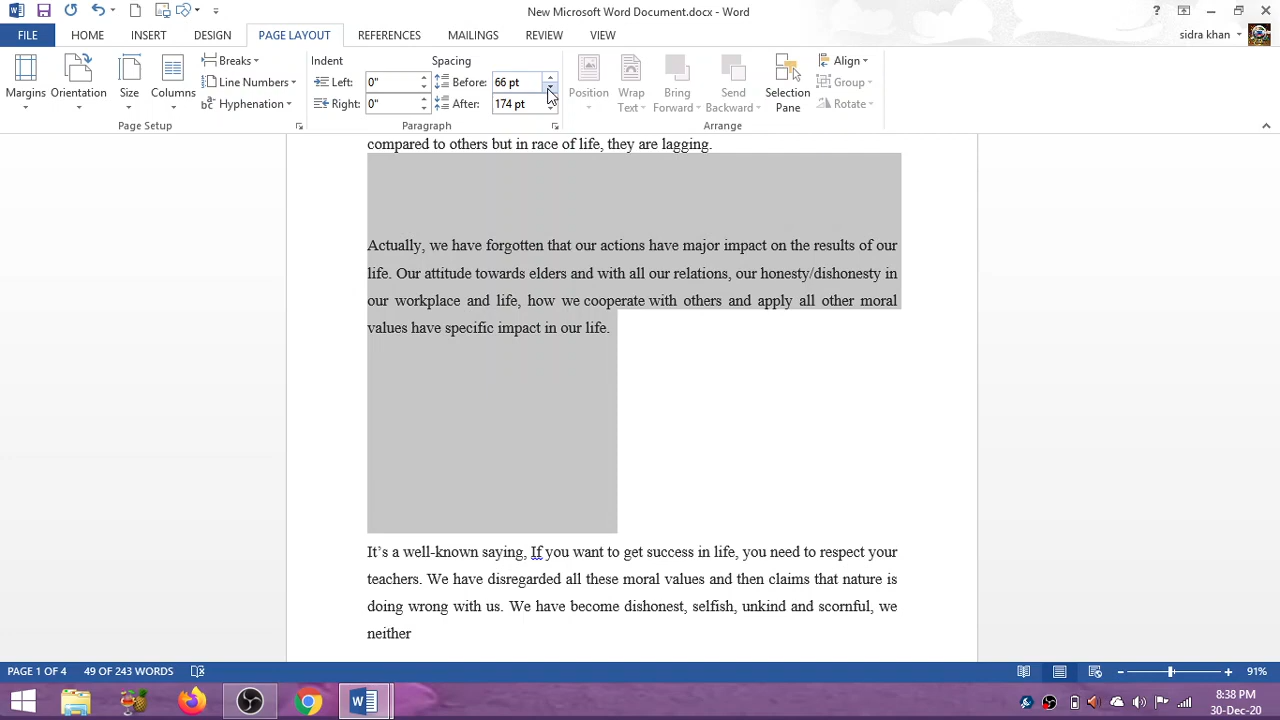 New Microsoft Word Document.docx - Word
?
FILE HOME INSERT DESIGN PAGE LAYOUT REFERENCES MAILINGS REVIEW VIEW sidra khan
Margins
Orientation
Size
Columns
Breaks
Line Numbers
Hyphenation
Page Setup
Indent
Left: 0"
Right: 0"
Spacing
Before: 66 pt
After: 174 pt
Paragraph
Position
Wrap
Text
Bring
Forward
Send
Backward
Selection
Pane
Align
Group
Rotate
Arrange
compared to others but in race of life, they are lagging.
Actually, we have forgotten that our actions have major impact on the results of our
life. Our attitude towards elders and with all our relations, our honesty/dishonesty in
our workplace and life, how we cooperate with others and apply all other moral
values have specific impact in our life.
It’s a well-known saying, If you want to get success in life, you need to respect your
teachers. We have disregarded all these moral values and then claims that nature is
doing wrong with us. We have become dishonest, selfish, unkind and scornful, we
neither
PAGE 1 OF 4 49 OF 243 WORDS 91%
8:38 PM
30-Dec-20